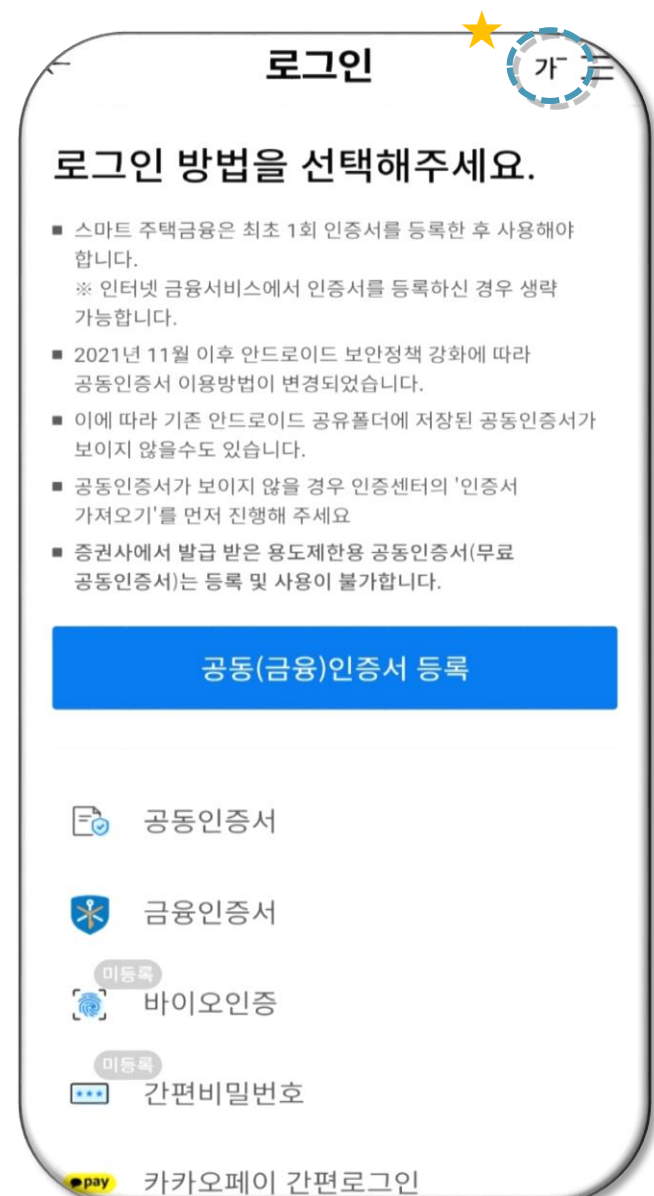 로그인
가-
로그인 방법을 선택해주세요.
■ 스마트 주택금융은 최초 1회 인증서를 등록한 후 사용해야
합니다.
※ 인터넷 금융서비스에서 인증서를 등록하신 경우 생략
가능합니다.
■ 2021년 11월 이후 안드로이드 보안정책 강화에 따라
공동인증서 이용방법이 변경되었습니다.
■ 이에 따라 기존 안드로이드 공유폴더에 저장된 공동인증서가
보이지 않을수도 있습니다.
■ 공동인증서가 보이지 않을 경우 인증센터의 '인증서
가져오기'를 먼저 진행해 주세요
■ 증권사에서 발급 받은 용도제한용 공동인증서(무료
공동인증서)는 등록 및 사용이 불가합니다.
공동(금융)인증서 등록
공동인증서
금융인증서
미등록
바이오인증
미등록
간편비밀번호
pay 카카오페이 간편로그인